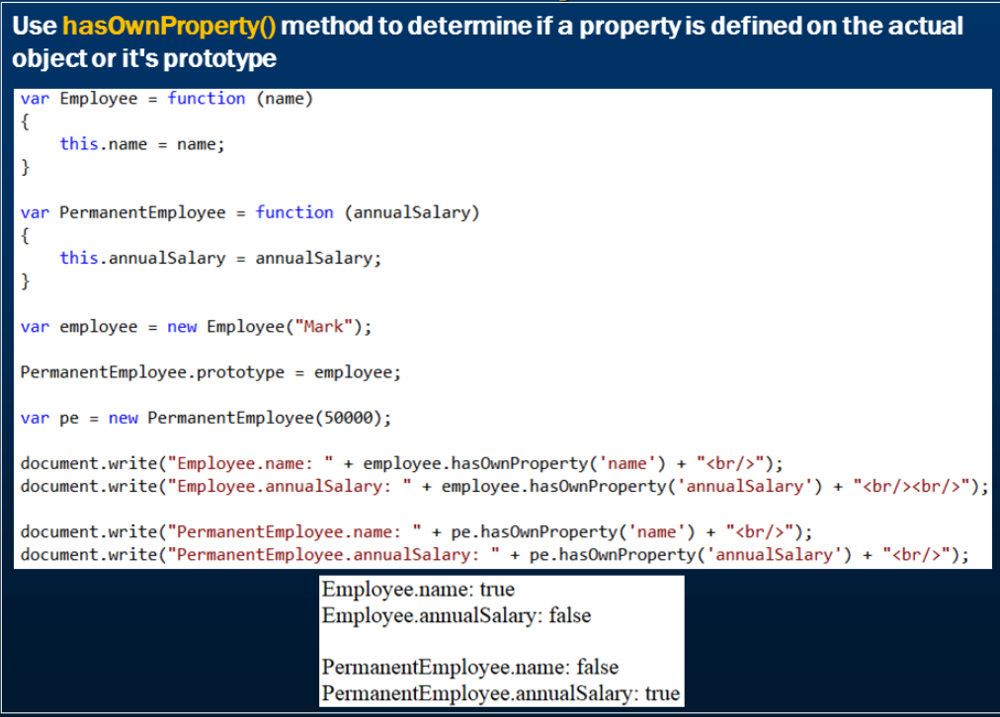 Use hasOwnProperty() method to determine if a property is defined on the actual
object or it's prototype
var Employee = function (name)
{
    this.name = name;
}
var PermanentEmployee = function (annualSalary)
{
    this.annualSalary = annualSalary;
}
var employee = new Employee("Mark");
PermanentEmployee.prototype = employee;
var pe = new PermanentEmployee(50000);
document.write("Employee.name: " + employee.hasOwnProperty('name') + "<br/>");
document.write("Employee.annualSalary: " + employee.hasOwnProperty('annualSalary') + "<br/><br/>");
document.write("PermanentEmployee.name: " + pe.hasOwnProperty('name') + "<br/>");
document.write("PermanentEmployee.annualSalary: " + pe.hasOwnProperty('annualSalary') + "<br/>");
Employee.name: true
Employee.annualSalary: false
PermanentEmployee.name: false
PermanentEmployee.annualSalary: true